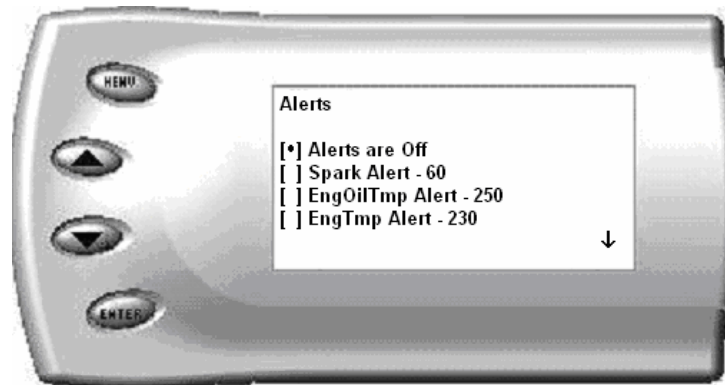 MENU
Alerts
[•] Alerts are Off
[ ] Spark Alert - 60
[ ] EngOilTmp Alert - 250
[ ] EngTmp Alert - 230
↓
ENTER